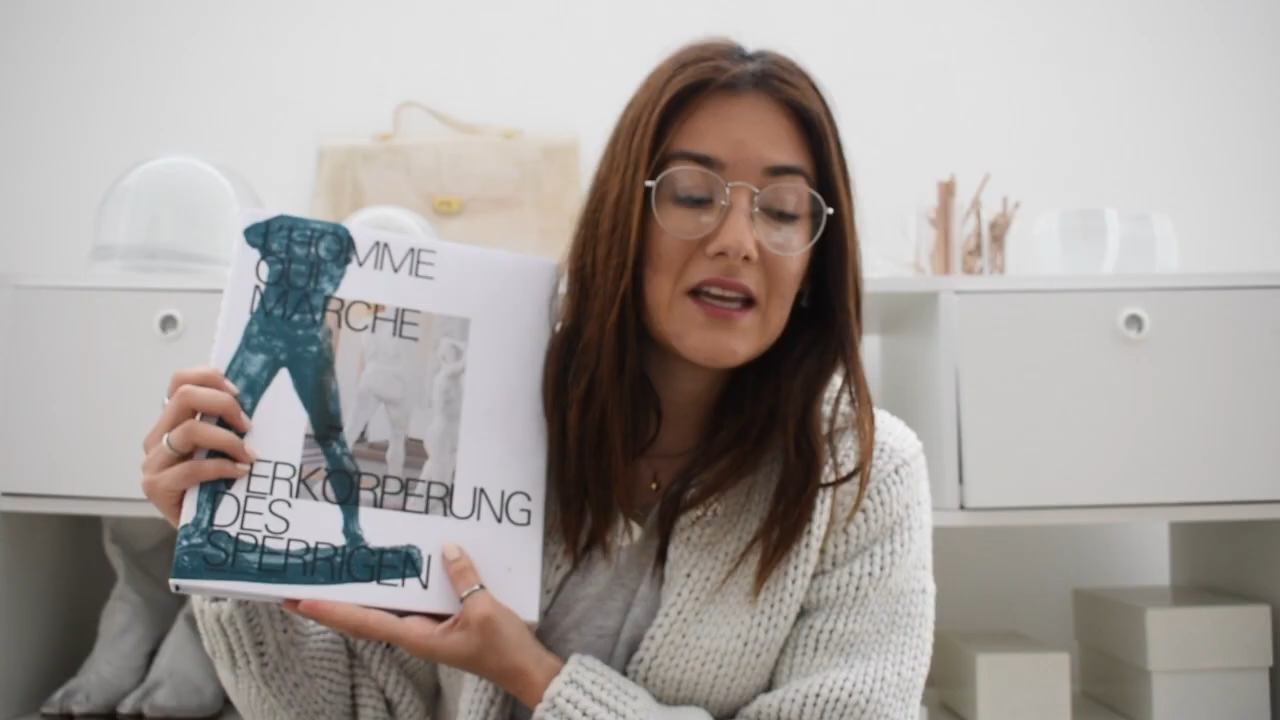 L'HOMME
QUI
MARCHE
VERKÖRPERUNG
DES
SPERRIGEN